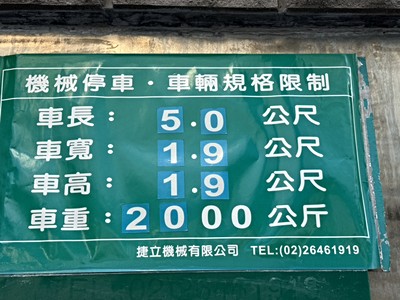 機械停車·車輛規格限制
車長：5.0 公尺
車寬：1.9 公尺
車高：1.9 公尺
車重：2000 公斤
捷立機械有限公司 TEL:(02)26461919